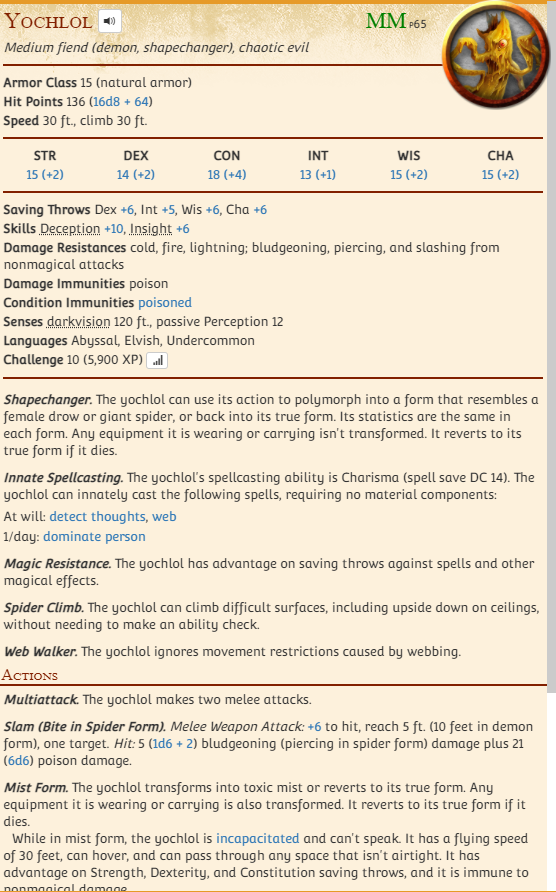 Yochlol
MM P65
Medium fiend (demon, shapechanger), chaotic evil
Armor Class 15 (natural armor)
Hit Points 136 (16d8 + 64)
Speed 30 ft., climb 30 ft.
STR DEX CON INT WIS CHA
15 (+2) 14 (+2) 18 (+4) 13 (+1) 15 (+2) 15 (+2)
Saving Throws Dex +6, Int +5, Wis +6, Cha +6
Skills Deception +10, Insight +6
Damage Resistances cold, fire, lightning; bludgeoning, piercing, and slashing from
nonmagical attacks
Damage Immunities poison
Condition Immunities poisoned
Senses darkvision 120 ft., passive Perception 12
Languages Abyssal, Elvish, Undercommon
Challenge 10 (5,900 XP)
Shapechanger. The yochlol can use its action to polymorph into a form that resembles a
female drow or giant spider, or back into its true form. Its statistics are the same in
each form. Any equipment it is wearing or carrying isn't transformed. It reverts to its
true form if it dies.
Innate Spellcasting. The yochlol's spellcasting ability is Charisma (spell save DC 14). The
yochlol can innately cast the following spells, requiring no material components:
At will: detect thoughts, web
1/day: dominate person
Magic Resistance. The yochlol has advantage on saving throws against spells and other
magical effects.
Spider Climb. The yochlol can climb difficult surfaces, including upside down on ceilings,
without needing to make an ability check.
Web Walker. The yochlol ignores movement restrictions caused by webbing.
Actions
Multiattack. The yochlol makes two melee attacks.
Slam (Bite in Spider Form). Melee Weapon Attack: +6 to hit, reach 5 ft. (10 feet in demon
form), one target. Hit: 5 (1d6 + 2) bludgeoning (piercing in spider form) damage plus 21
(6d6) poison damage.
Mist Form. The yochlol transforms into toxic mist or reverts to its true form. Any
equipment it is wearing or carrying is also transformed. It reverts to its true form if it
dies.
While in mist form, the yochlol is incapacitated and can't speak. It has a flying speed
of 30 feet, can hover, and can pass through any space that isn't airtight. It has
advantage on Strength, Dexterity, and Constitution saving throws, and it is immune to
nonmagical damage.